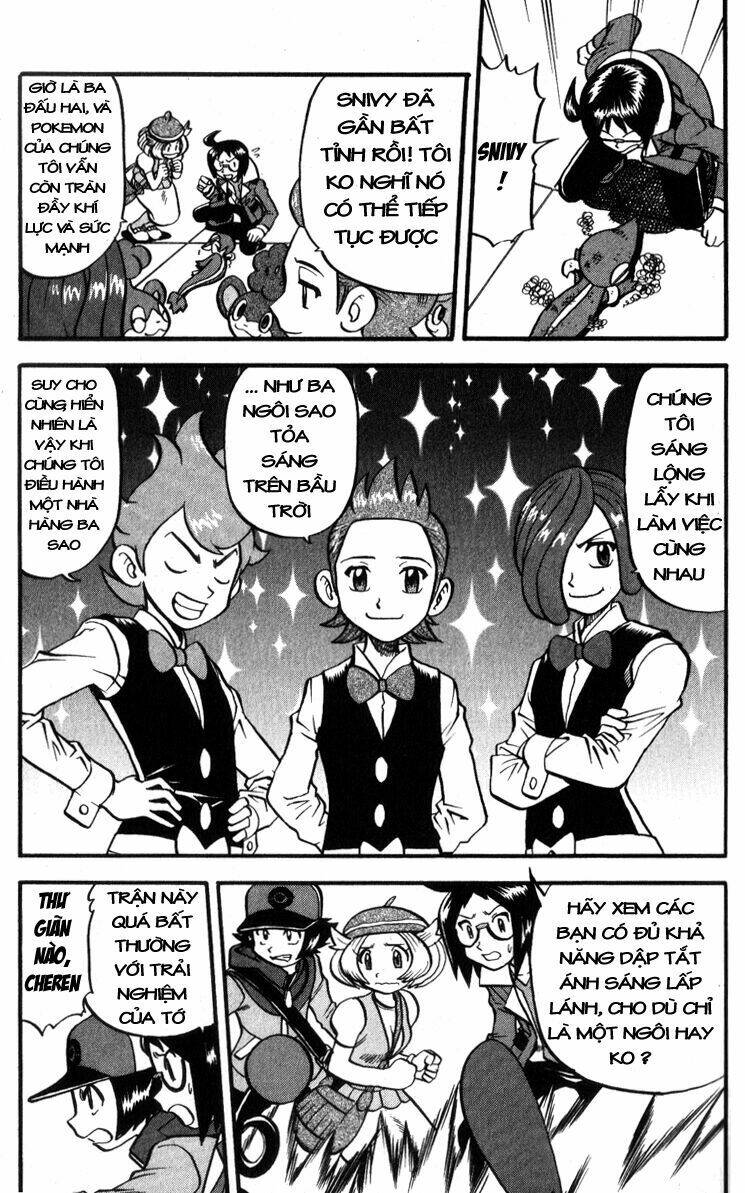 SNIVY
!
SNIVY ĐÃ
GẦN BẤT
TỈNH RỒI! TÔI
KO NGHĨ NÓ
CÓ THỂ TIẾP
TỤC ĐƯỢC
GIỜ LÀ BA
ĐẤU HAI, VÀ
POKEMON
CỦA CHÚNG
TÔI VẪN
CÒN TRÀN
ĐẦY KHÍ
LỰC VÀ SỨC
MẠNH
CHÚNG
TÔI
SÁNG
LỘNG
LẪY KHI
LÀM VIỆC
CÙNG
NHAU
... NHƯ BA
NGÔI SAO
TỎA
SÁNG
TRÊN BẦU
TRỜI
SUY CHO
CÙNG HIỂN
NHIÊN LÀ
VẬY KHI
CHÚNG TÔI
ĐIỀU HÀNH
MỘT NHÀ
HÀNG BA
SAO
HÃY XEM CÁC
BẠN CÓ ĐỦ KHẢ
NĂNG DẬP TẮT
ÁNH SÁNG LẤP
LÁNH, CHO DÙ CHỈ
LÀ MỘT NGÔI HAY
KO ?
TRẬN NÀY
QUÁ BẤT
THƯỜNG
VỚI TRẢI
NGHIỆM
CỦA TỚ
THƯ
GIÃN
NÀO,
CHEREN